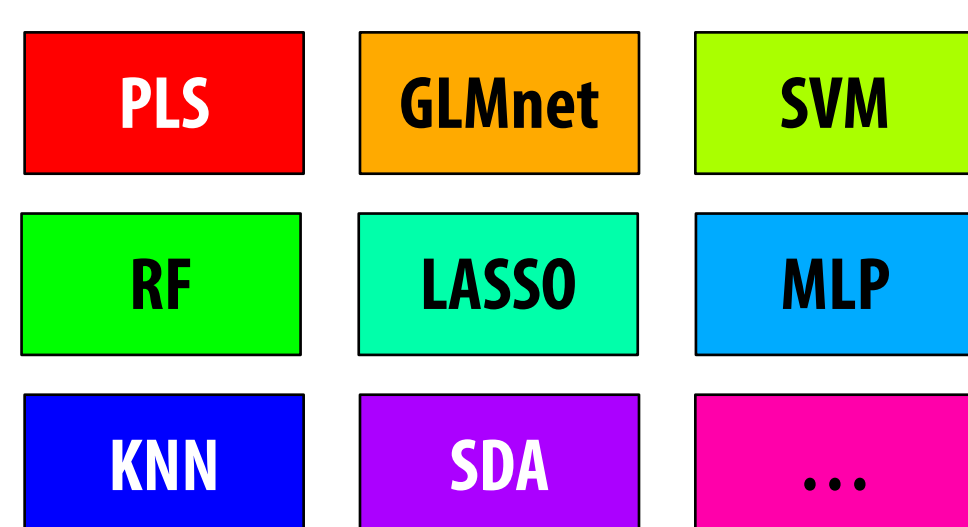 PLS
GLMnet
SVM
RF
LASSO
MLP
KNN
SDA
...